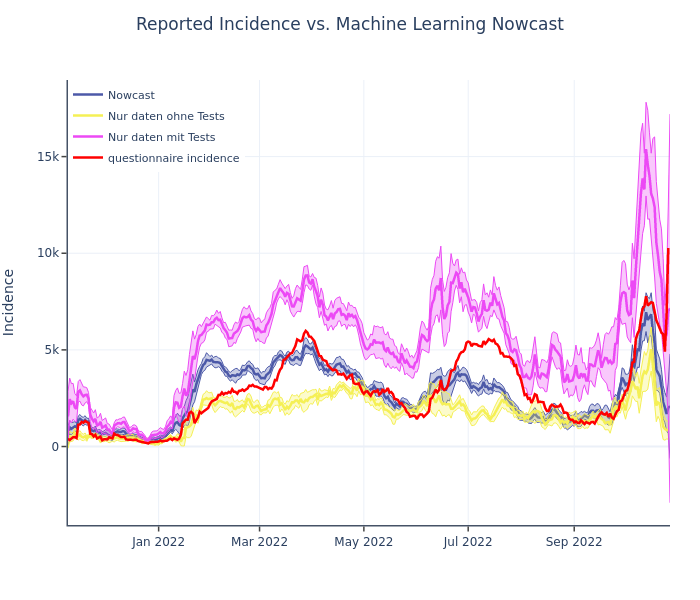 Reported Incidence vs. Machine Learning Nowcast
Nowcast
Nur daten ohne Tests
Nur daten mit Tests
questionnaire incidence
Incidence
15k
10k
5k
0
Jan 2022
Mar 2022
May 2022
Jul 2022
Sep 2022